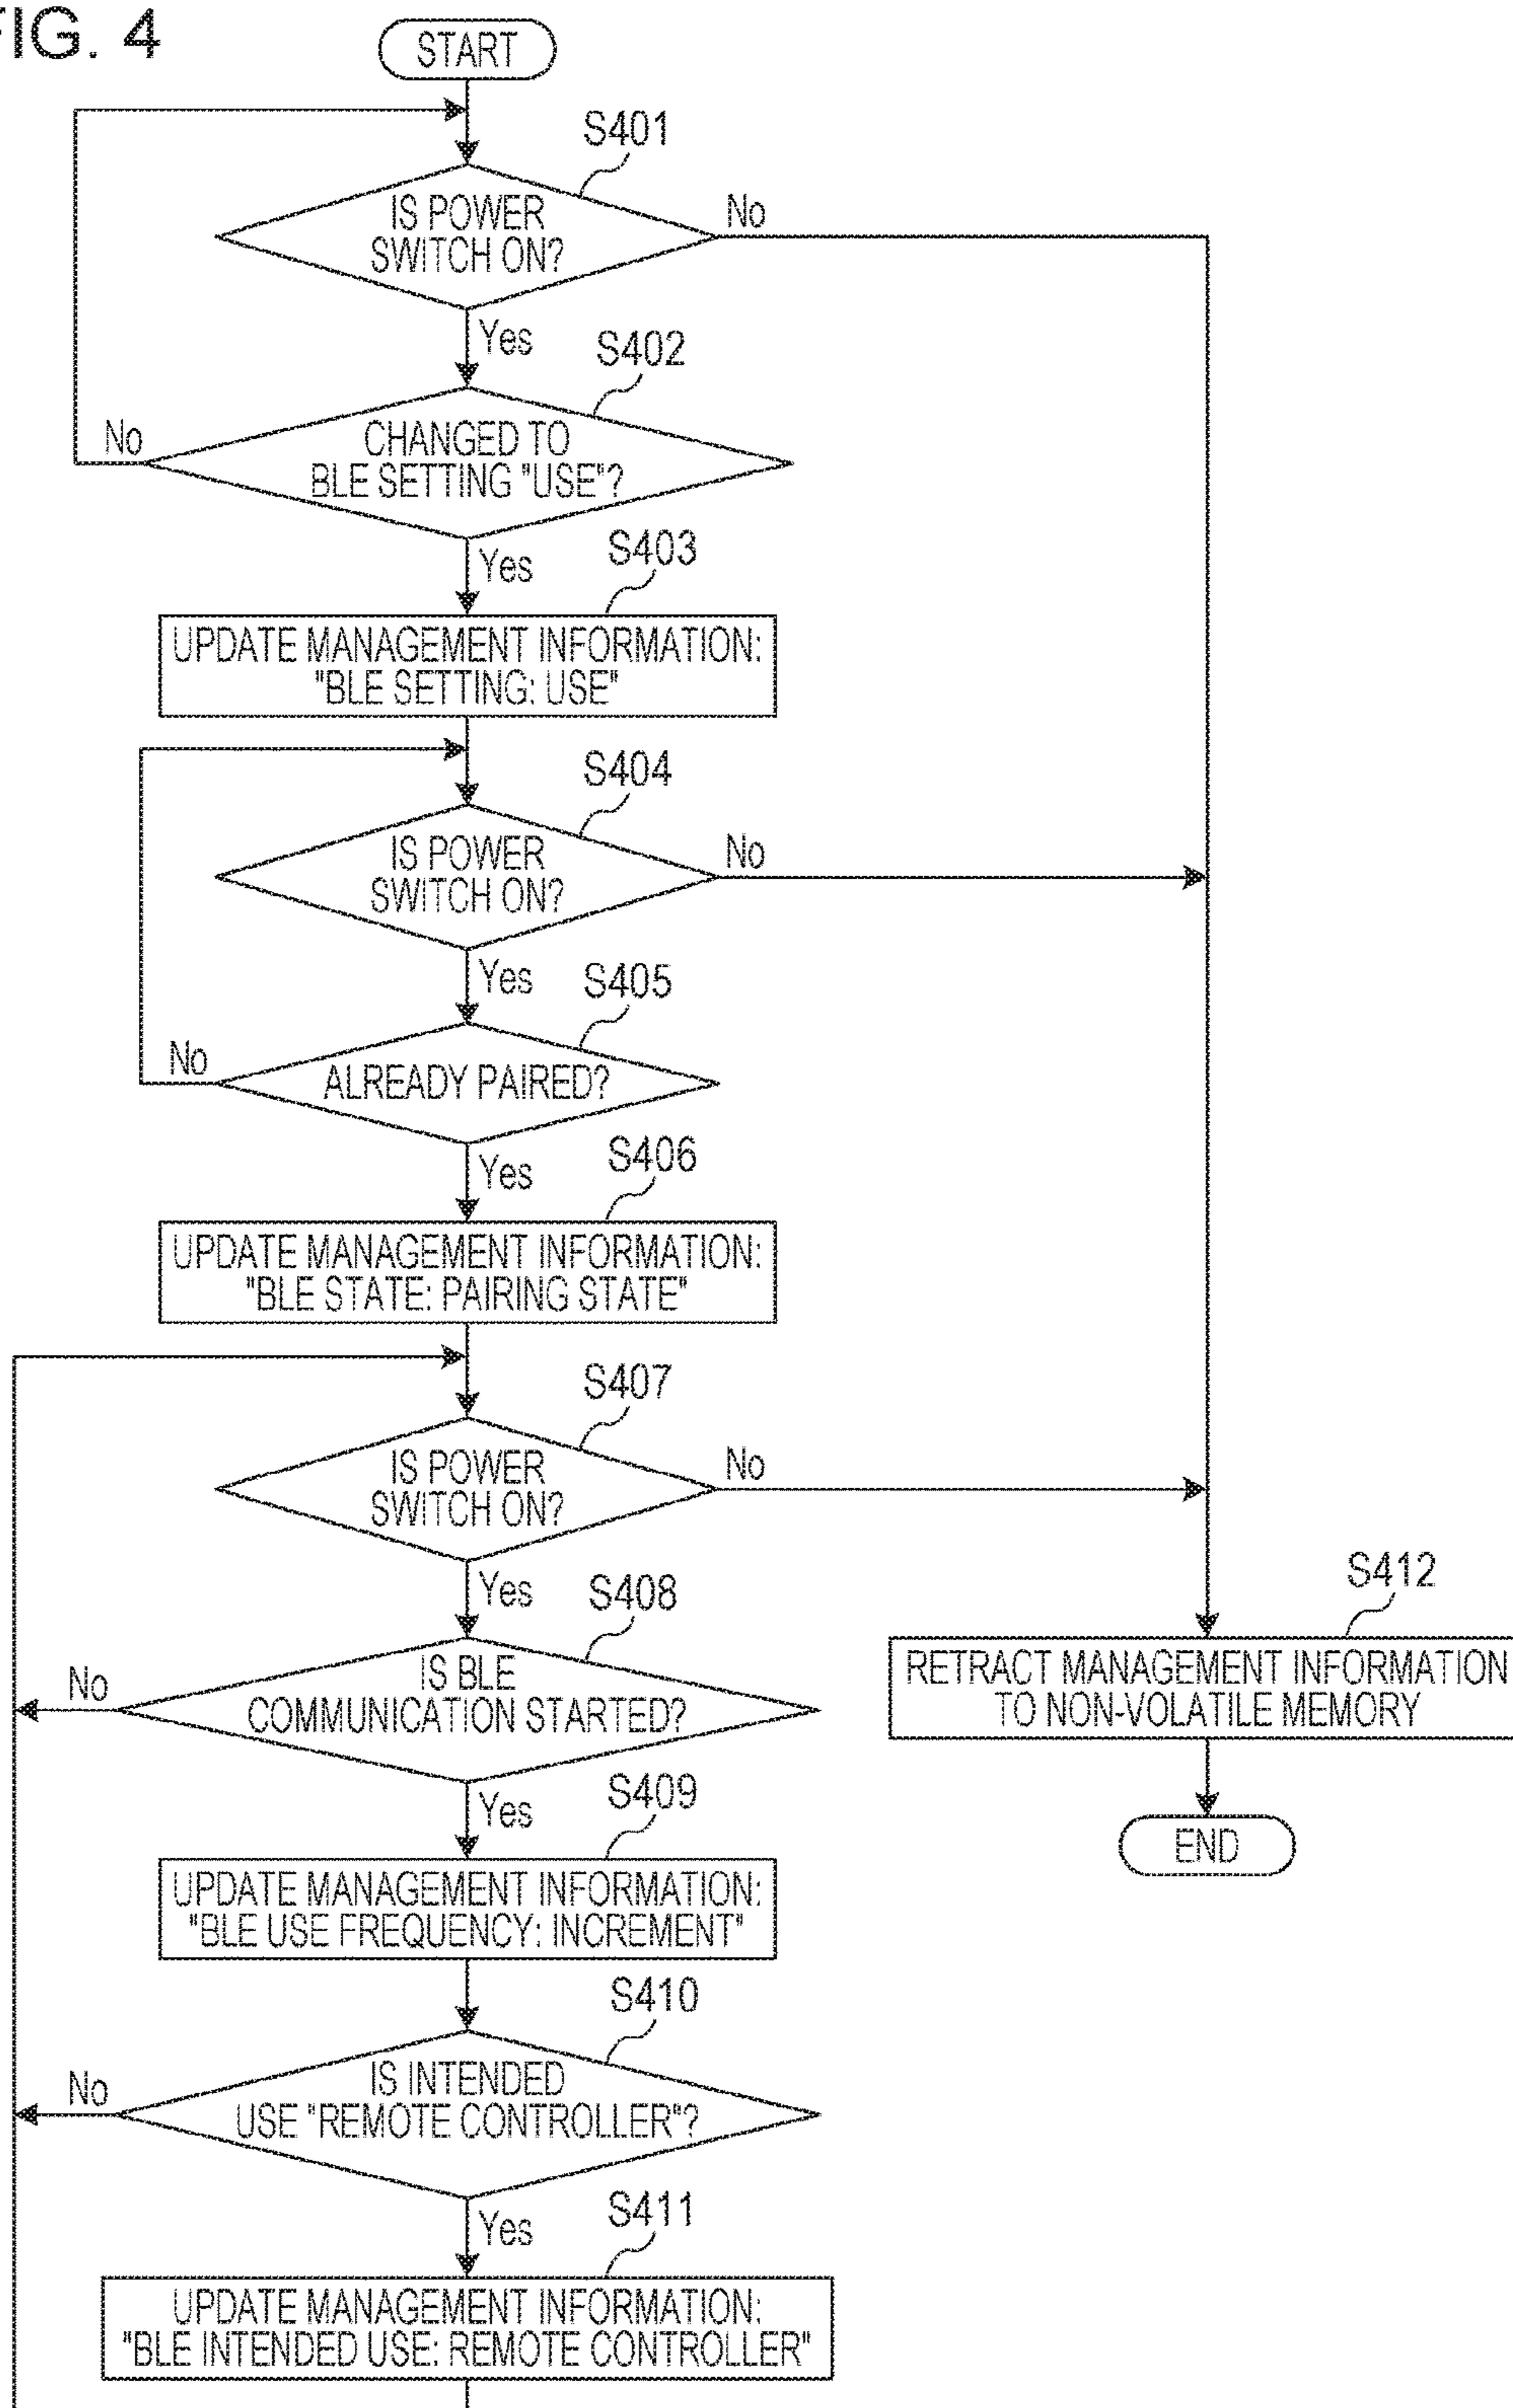 FIG. 4
START
S401
IS POWER
SWITCH ON?
No
Yes
S402
CHANGED TO
BLE SETTING "USE"?
No
Yes
S403
UPDATE MANAGEMENT INFORMATION:
"BLE SETTING: USE"
S404
IS POWER
SWITCH ON?
No
Yes
S405
ALREADY PAIRED?
No
Yes
S406
UPDATE MANAGEMENT INFORMATION:
"BLE STATE: PAIRING STATE"
S407
IS POWER
SWITCH ON?
No
Yes
S408
IS BLE
COMMUNICATION STARTED?
No
Yes
S409
UPDATE MANAGEMENT INFORMATION:
"BLE USE FREQUENCY: INCREMENT"
S410
IS INTENDED
USE "REMOTE CONTROLLER"?
No
Yes
S411
UPDATE MANAGEMENT INFORMATION:
"BLE INTENDED USE: REMOTE CONTROLLER"
S412
RETRACT MANAGEMENT INFORMATION
TO NON-VOLATILE MEMORY
END